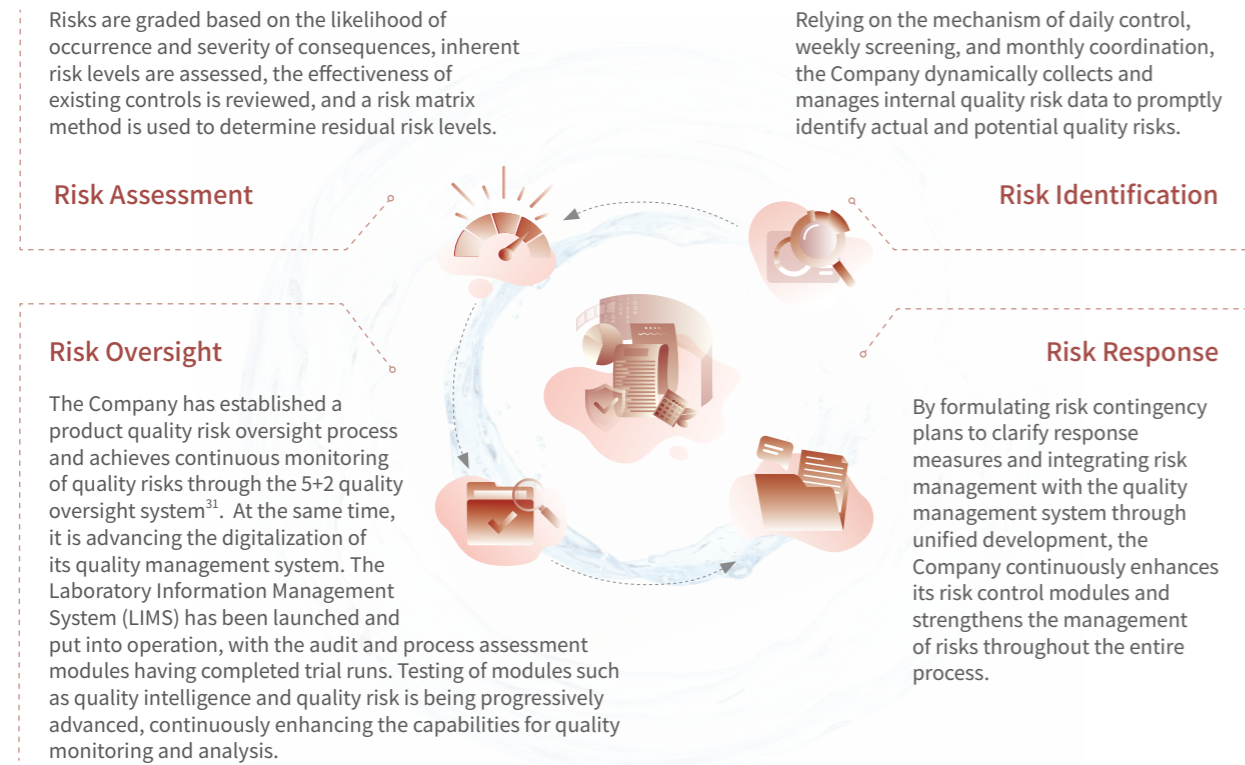 Risks are graded based on the likelihood of
occurrence and severity of consequences, inherent
risk levels are assessed, the effectiveness of
existing controls is reviewed, and a risk matrix
method is used to determine residual risk levels.
Risk Assessment
Relying on the mechanism of daily control,
weekly screening, and monthly coordination,
the Company dynamically collects and
manages internal quality risk data to promptly
identify actual and potential quality risks.
Risk Identification
Risk Oversight
The Company has established a
product quality risk oversight process
and achieves continuous monitoring
of quality risks through the 5+2 quality
oversight system31. At the same time,
it is advancing the digitalization of
its quality management system. The
Laboratory Information Management
System (LIMS) has been launched and
put into operation, with the audit and process assessment
modules having completed trial runs. Testing of modules such
as quality intelligence and quality risk is being progressively
advanced, continuously enhancing the capabilities for quality
monitoring and analysis.
Risk Response
By formulating risk contingency
plans to clarify response
measures and integrating risk
management with the quality
management system through
unified development, the
Company continuously enhances
its risk control modules and
strengthens the management
of risks throughout the entire
process.